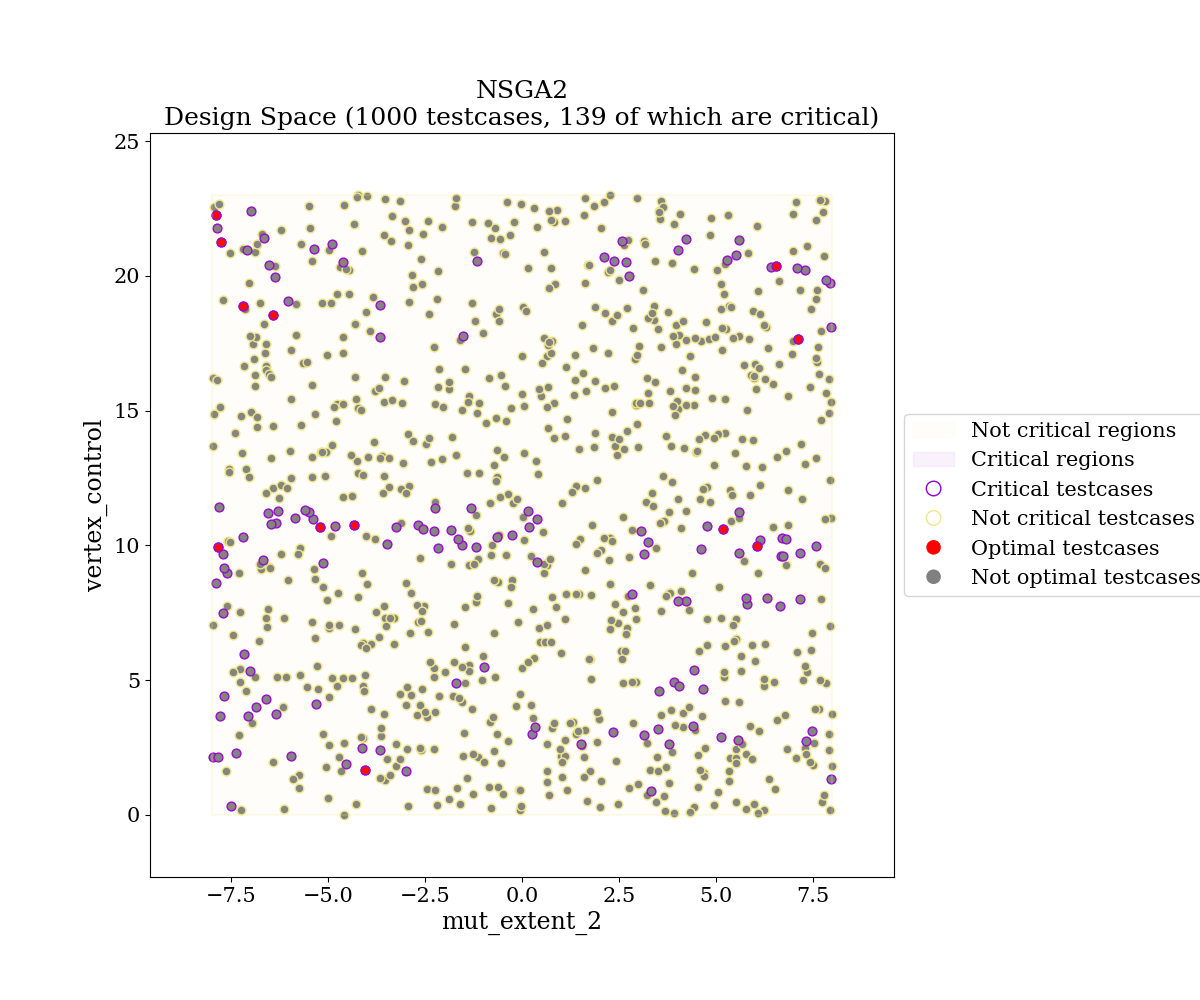 NSGA2
Design Space (1000 testcases, 139 of which are critical)
25
20
15
10
5
0
vertex_control
−7.5
−5.0
−2.5
0.0
2.5
5.0
7.5
mut_extent_2
Not critical regions
Critical regions
Critical testcases
Not critical testcases
Optimal testcases
Not optimal testcases